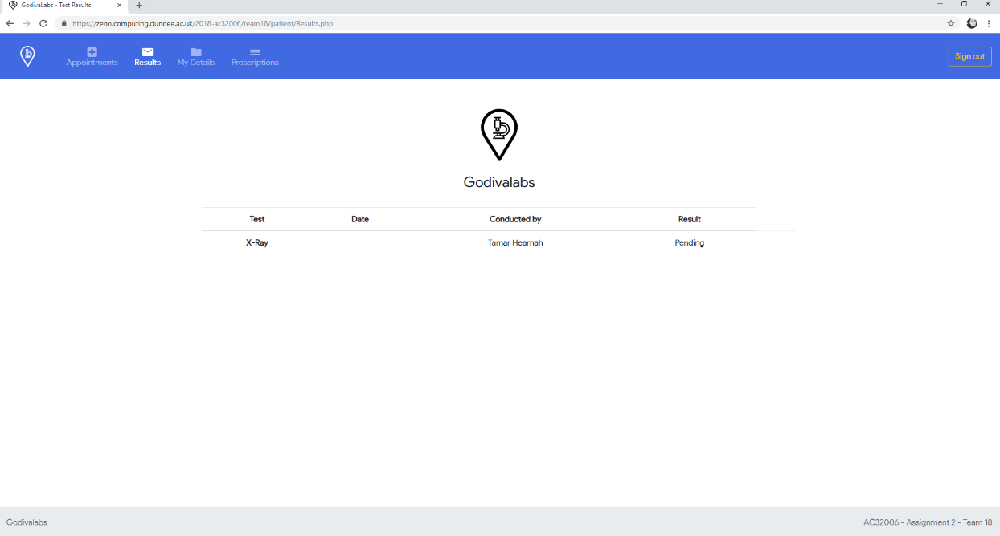 GodivaLabs - Test Results
https://zeno.computing.dundee.ac.uk/2018-ac32006/team18/patient/Results.php
Appointments Results My Details Prescriptions Sign out
Godivalabs
Test Date Conducted by Result
X-Ray Tamar Hearnah Pending
Godivalabs AC32006 - Assignment 2 - Team 18